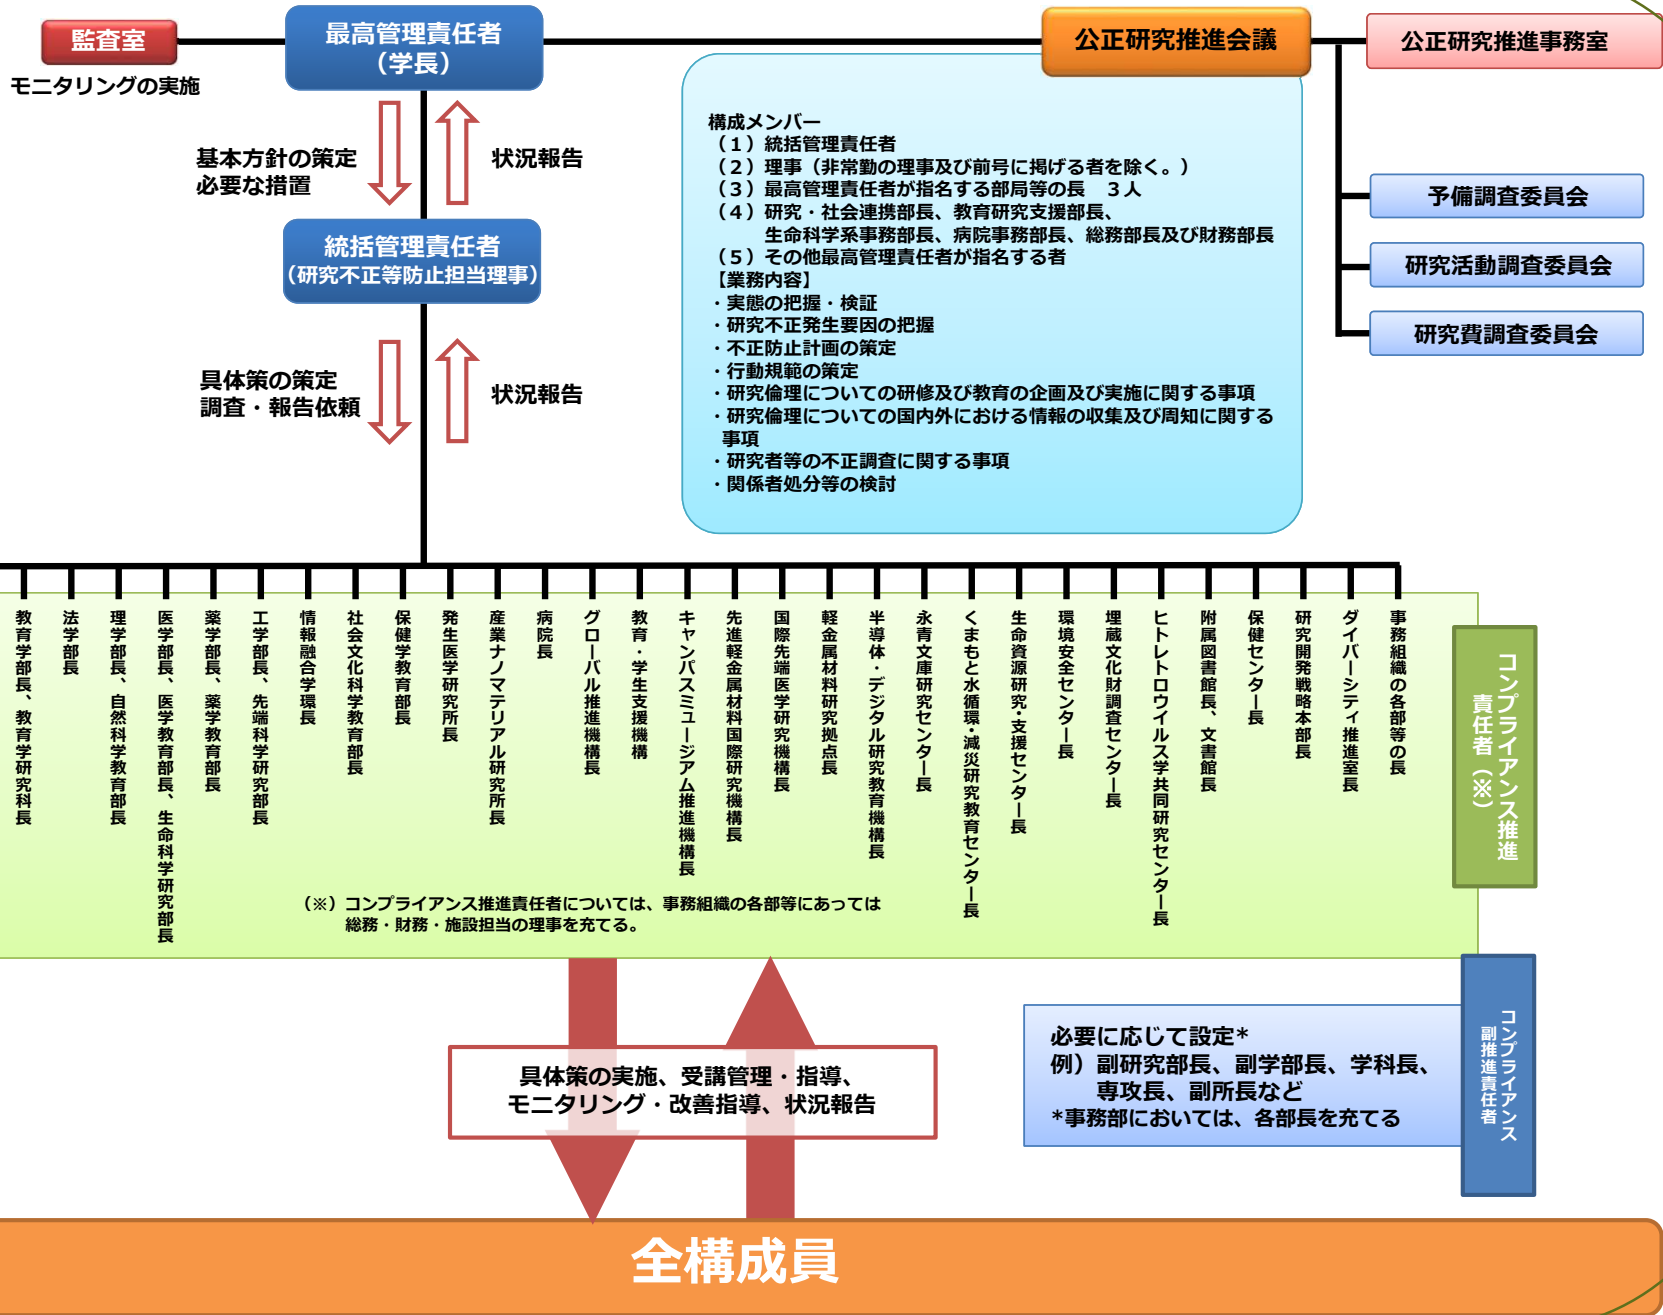 監査室
モニタリングの実施
最高管理責任者
（学長）
公正研究推進会議
公正研究推進事務室
基本方針の策定
必要な措置
状況報告
統括管理責任者
（研究不正等防止担当理事）
具体策の策定
調査・報告依頼
状況報告
構成メンバー
（１）統括管理責任者
（２）理事（非常勤の理事及び前号に掲げる者を除く。）
（３）最高管理責任者が指名する部局等の長　３人
（４）研究・社会連携部長、教育研究支援部長、
生命科学系事務部長、病院事務部長、総務部長及び財務部長
（５）その他最高管理責任者が指名する者
【業務内容】
・実態の把握・検証
・研究不正発生要因の把握
・不正防止計画の策定
・行動規範の策定
・研究倫理についての研修及び教育の企画及び実施に関する事項
・研究倫理についての国内外における情報の収集及び周知に関する
事項
・研究者等の不正調査に関する事項
・関係者処分等の検討
予備調査委員会
研究活動調査委員会
研究費調査委員会
教育学部長、教育学研究科長
法学部長
理学部長、自然科学教育部長
医学部長、医学教育部長、生命科学研究部長
薬学部長、薬学教育部長
工学部長、先端科学研究部長
情報融合学環長
社会文化科学教育部長
保健学教育部長
発生医学研究所長
産業ナノマテリアル研究所長
病院長
グローバル推進機構長
教育・学生支援機構
キャンパスミュージアム推進機構長
先進軽金属材料国際研究機構長
国際先端医学研究機構長
軽金属材料研究拠点長
半導体・デジタル研究教育機構長
永青文庫研究センター長
くまもと水循環・減災研究教育センター長
生命資源研究・支援センター長
環境安全センター長
埋蔵文化財調査センター長
ヒトレトロウイルス学共同研究センター長
附属図書館長、文書館長
保健センター長
研究開発戦略本部長
ダイバーシティ推進室長
事務組織の各部等の長
コンプライアンス推進
責任者（※）
（※）コンプライアンス推進責任者については、事務組織の各部等にあっては
総務・財務・施設担当の理事を充てる。
具体策の実施、受講管理・指導、
モニタリング・改善指導、状況報告
必要に応じて設定*
例）副研究部長、副学部長、学科長、
専攻長、副所長など
*事務部においては、各部長を充てる
コンプライアンス
副推進責任者
全構成員